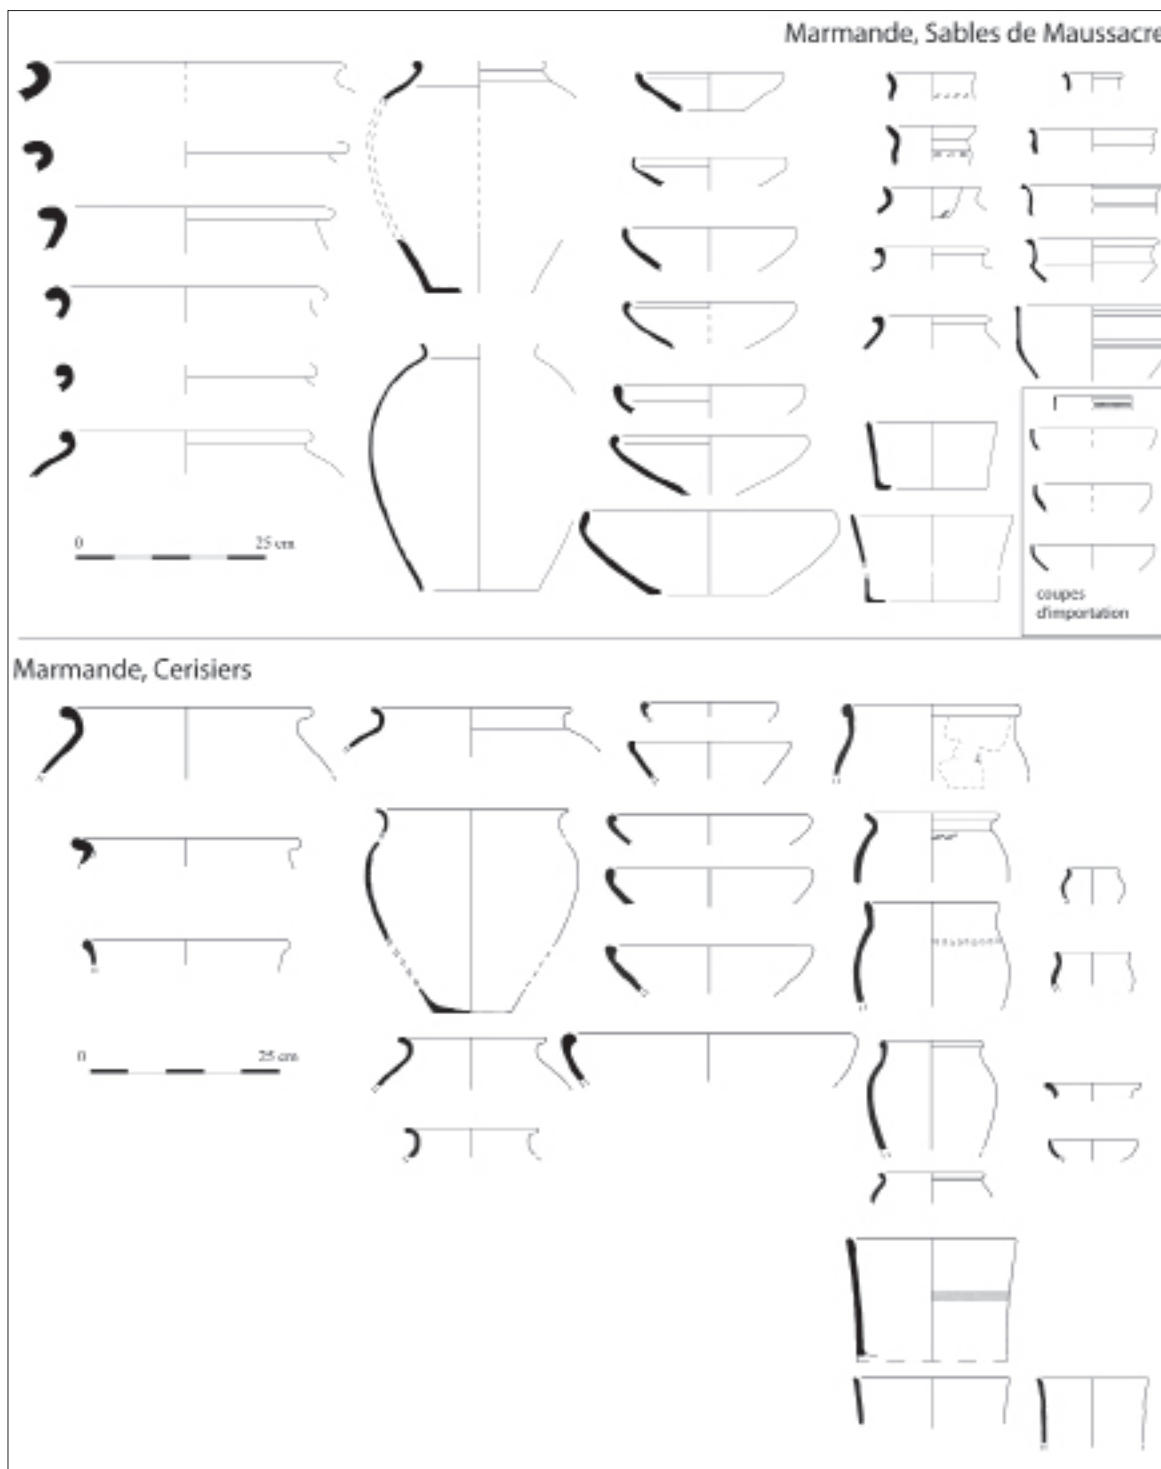 Marmande, Sables de Maussacre
0 25 cm
coupes
d'importation
Marmande, Cerisiers
0 25 cm